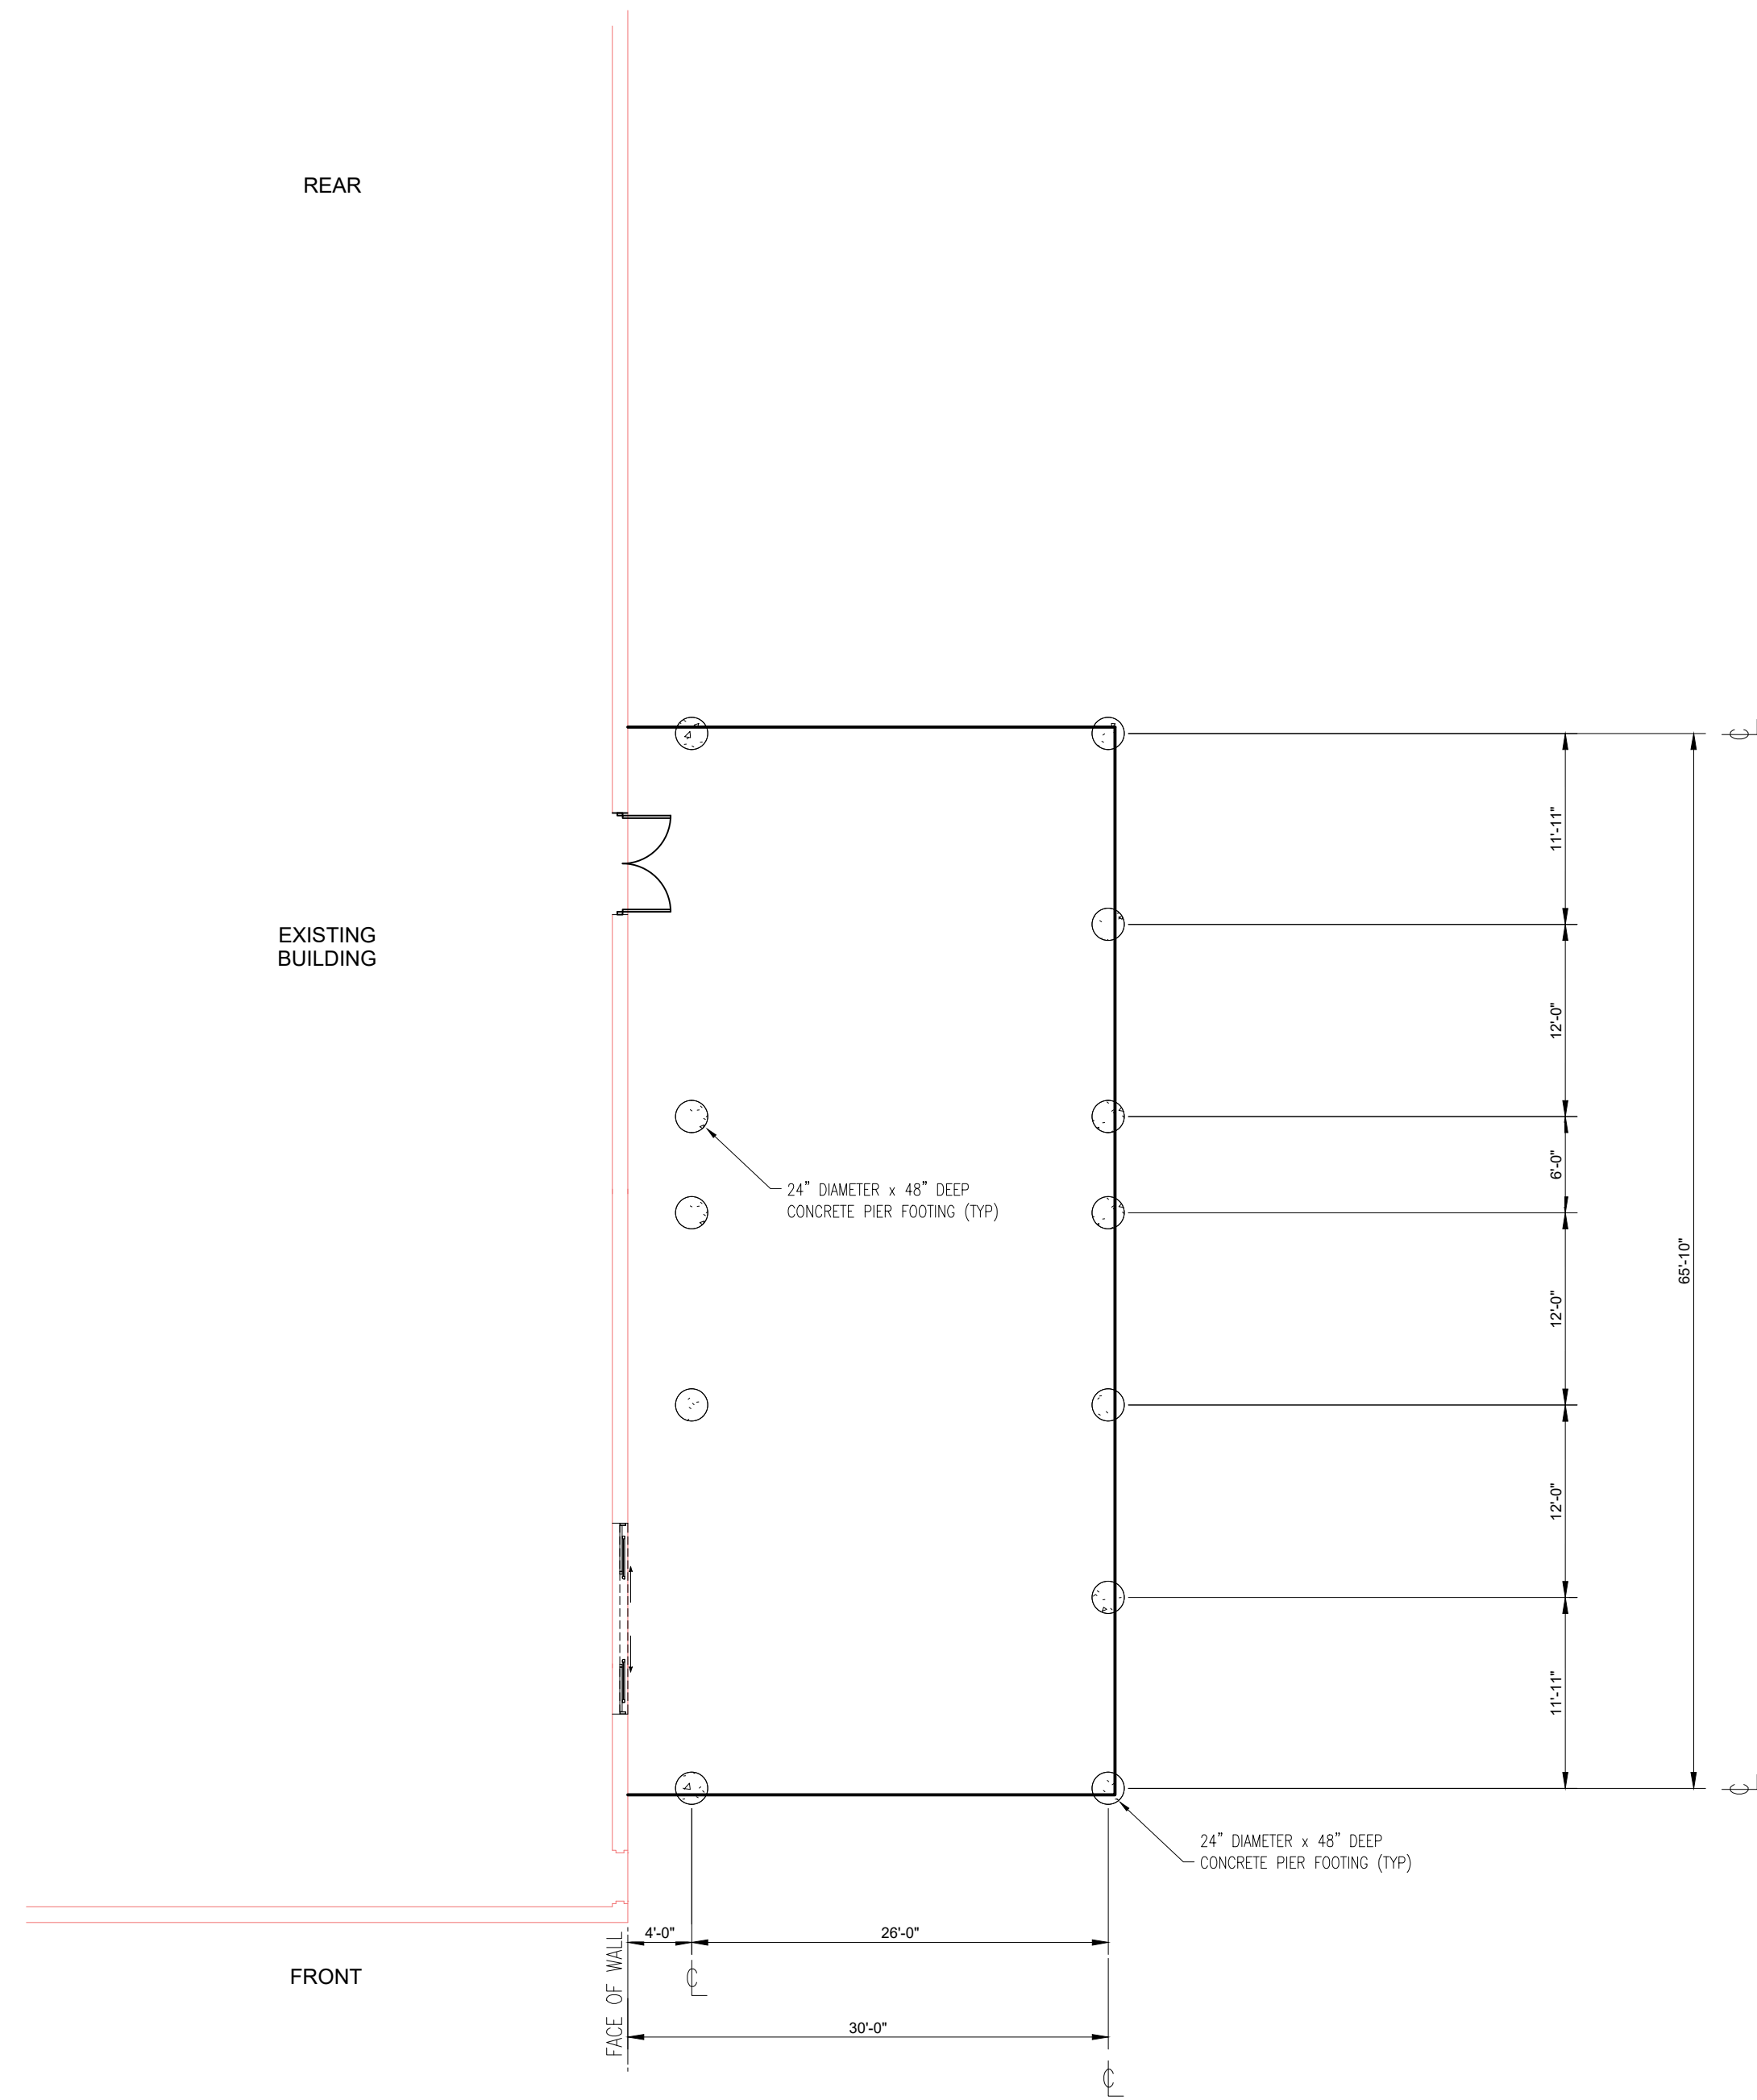 REAR
11'-11"
EXISTING
BUILDING
12'-0"
6'-0"
24” DIAMETER x 48” DEEP
CONCRETE PIER FOOTING (TYP)
65'-10"
12'-0"
12'-0"
11'-11"
24” DIAMETER x 48” DEEP
CONCRETE PIER FOOTING (TYP)
4'-0"
26'-0"
FRONT
FACE OF WALL
30'-0"